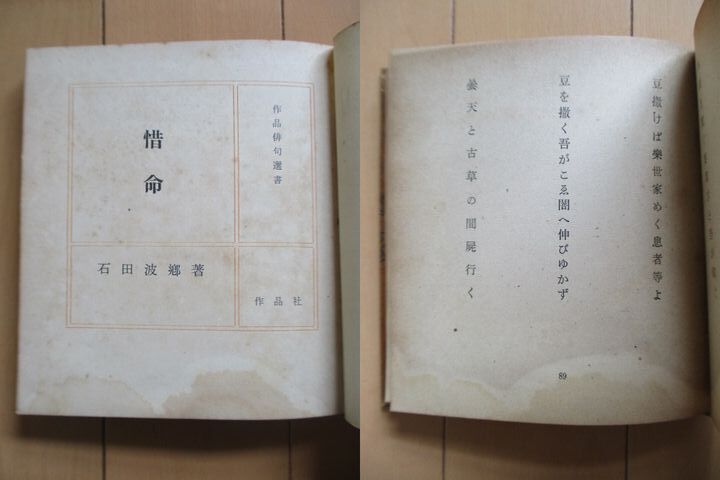 作品俳句選書
惜命
石田波郷著
作品社
豆撒けば樂世家めく患者等よ
豆を撒く吾がこゑ闇へ伸びゆかず
曇天と古草の間屍行く
89